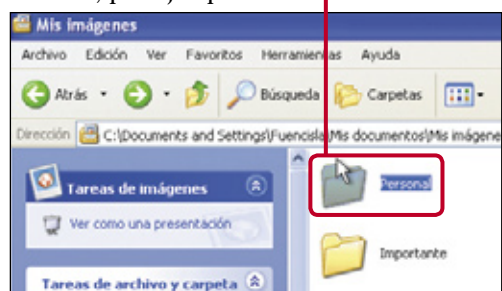 Mis imágenes
Archivo Edición Ver Favoritos Herramientas Ayuda
Atrás Búsqueda Carpetas
Dirección C:\Documents and Settings\Fuencisla\Mis documentos\Mis imágene
Tareas de imágenes
Personal
Ver como una presentación
Importante
Tareas de archivo y carpeta